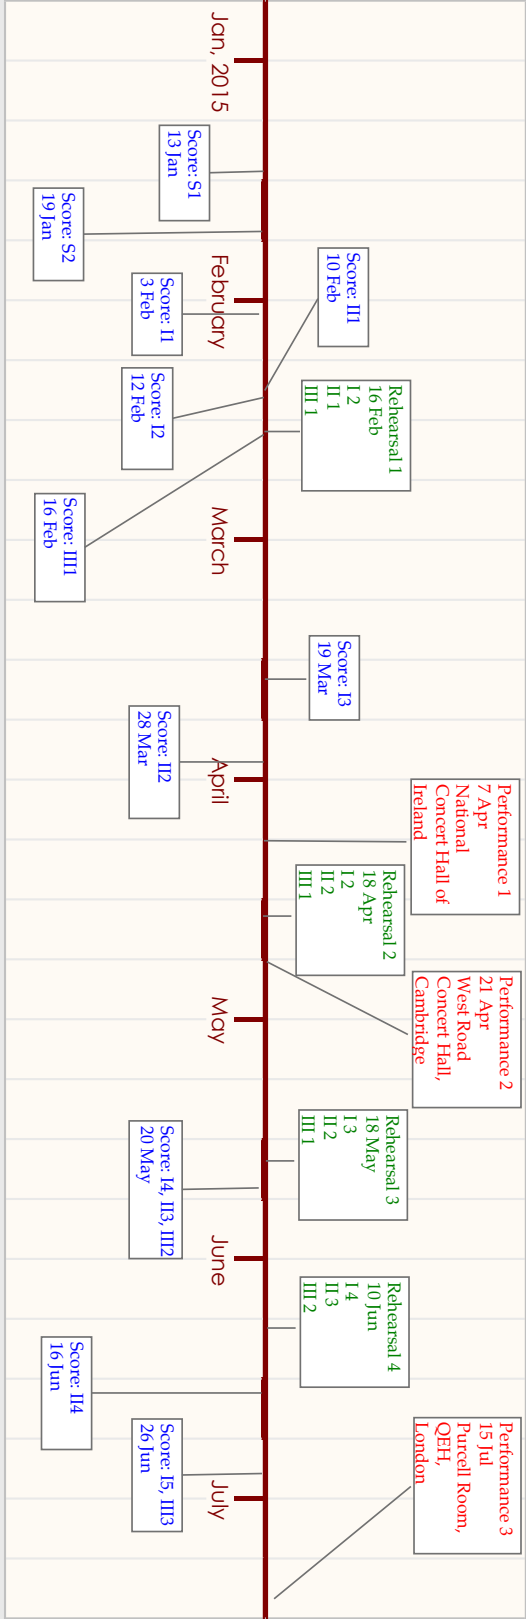 Jan, 2015
Score: S1
13 Jan
Score: S2
19 Jan
February
Score: I1
3 Feb
Score: II1
10 Feb
Score: I2
12 Feb
Rehearsal 1
16 Feb
I 2
II 1
III 1
Score: III1
16 Feb
March
Score: I3
19 Mar
Score: II2
28 Mar
April
Performance 1
7 Apr
National
Concert Hall of
Ireland
Rehearsal 2
18 Apr
I 2
II 2
III 1
Performance 2
21 Apr
West Road
Concert Hall,
Cambridge
May
Rehearsal 3
18 May
I 3
II 2
III 1
Score: I4, II3, III2
20 May
June
Rehearsal 4
10 Jun
I 4
II 3
III 2
Score: II4
16 Jun
Score: I5, III3
26 Jun
July
Performance 3
15 Jul
Purcell Room,
QEH,
London